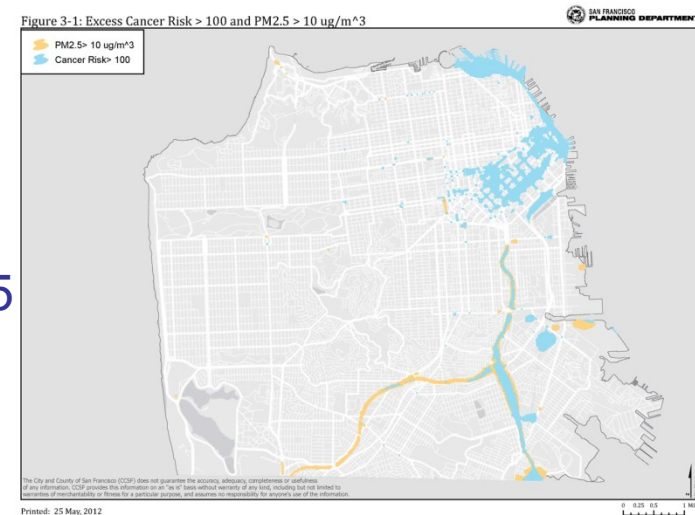 Figure 3-1: Excess Cancer Risk > 100 and PM2.5 > 10 ug/m^3
SAN FRANCISCO
PLANNING DEPARTMENT
PM2.5> 10 ug/m^3
Cancer Risk> 100
5
The City and County of San Francisco (CCSF) does not guarantee the accuracy, adequacy, completeness or usefulness
of any information. CCSF provides this information on an "as is" basis without warranty of any kind, including but not limited to
warranties of merchantability or fitness for a particular purpose, and assumes no responsibility for anyone's use of the information.
Printed: 25 May, 2012
0 0.25 0.5 1